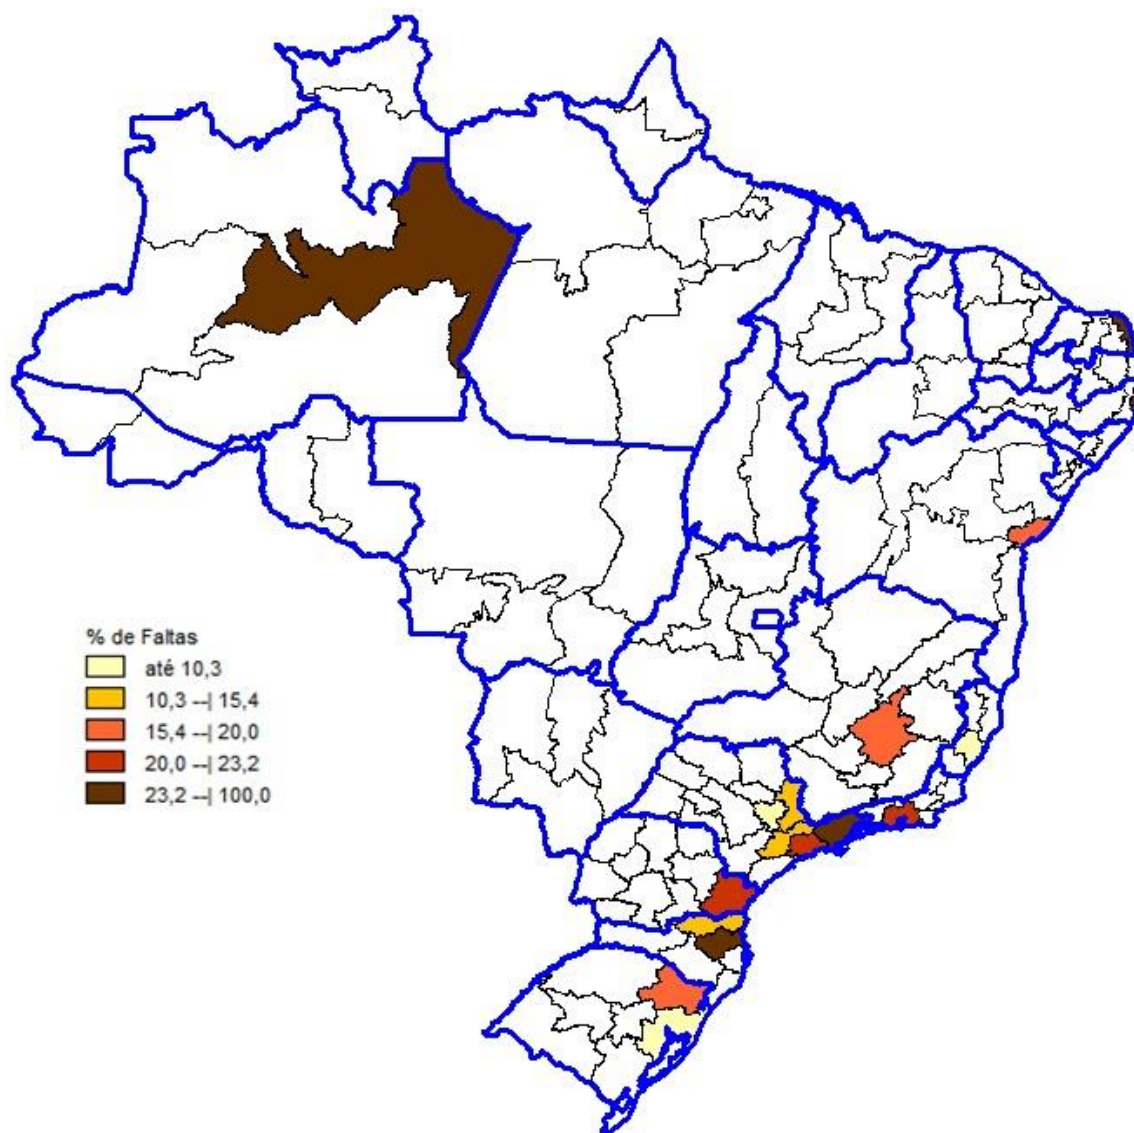 % de Faltas
até 10,3
10,3 --| 15,4
15,4 --| 20,0
20,0 --| 23,2
23,2 --| 100,0